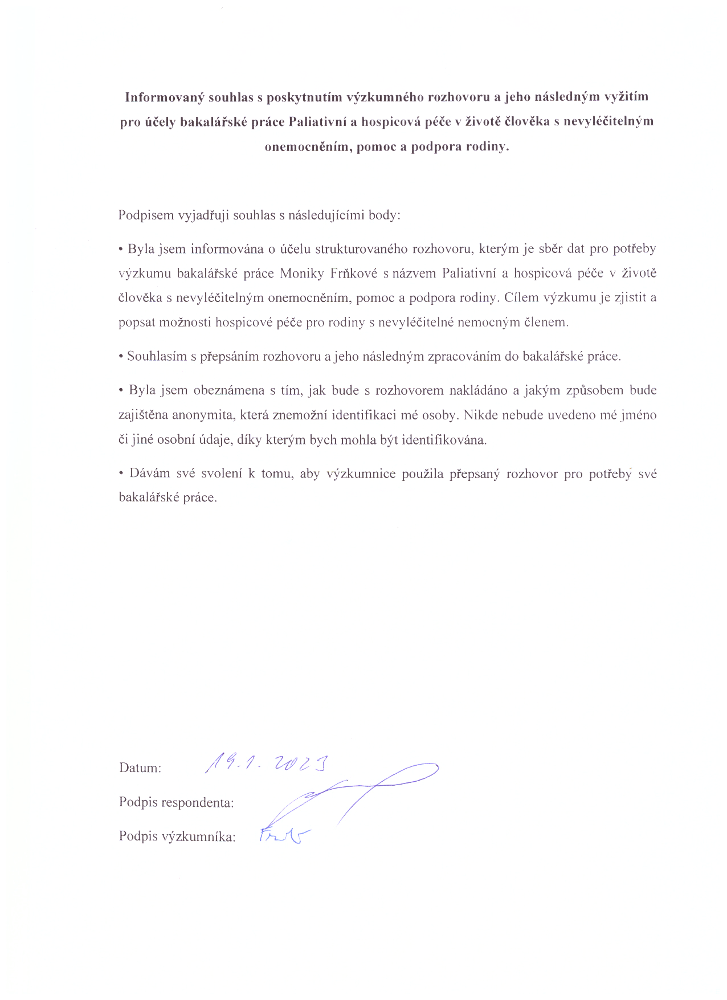 Informovaný souhlas s poskytnutím výzkumného rozhovoru a jeho následným vyžitím
pro účely bakalářské práce Paliativní a hospicová péče v životě člověka s nevyléčitelným
onemocněním, pomoc a podpora rodiny.
Podpisem vyjadřuji souhlas s následujícími body:
• Byla jsem informována o účelu strukturovaného rozhovoru, kterým je sběr dat pro potřeby
výzkumu bakalářské práce Moniky Frňkové s názvem Paliativní a hospicová péče v životě
člověka s nevyléčitelným onemocněním, pomoc a podpora rodiny. Cílem výzkumu je zjistit a
popsat možnosti hospicové péče pro rodiny s nevyléčitelné nemocným členem.
• Souhlasím s přepsáním rozhovoru a jeho následným zpracováním do bakalářské práce.
• Byla jsem obeznámena s tím, jak bude s rozhovorem nakládáno a jakým způsobem bude
zajištěna anonymita, která znemožní identifikaci mé osoby. Nikde nebude uvedeno mé jméno
či jiné osobní údaje, díky kterým bych mohla být identifikována.
• Dávám své svolení k tomu, aby výzkumnice použila přepsaný rozhovor pro potřeby své
bakalářské práce.
Datum: 19.1. 2023
Podpis respondenta:
Podpis výzkumníka: